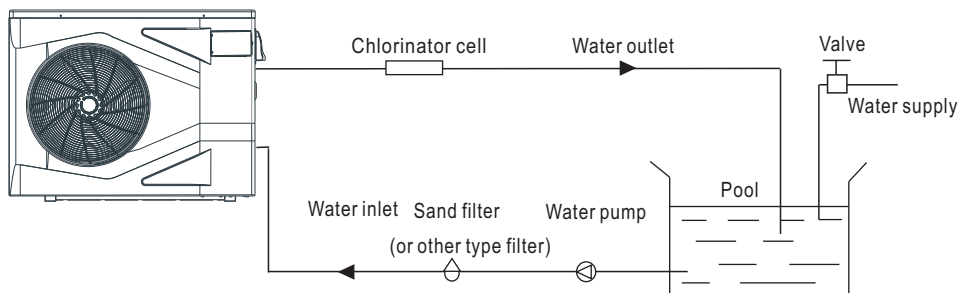 Chlorinator cell
Water outlet
Valve
Water supply
Pool
Water inlet
Sand filter
(or other type filter)
Water pump